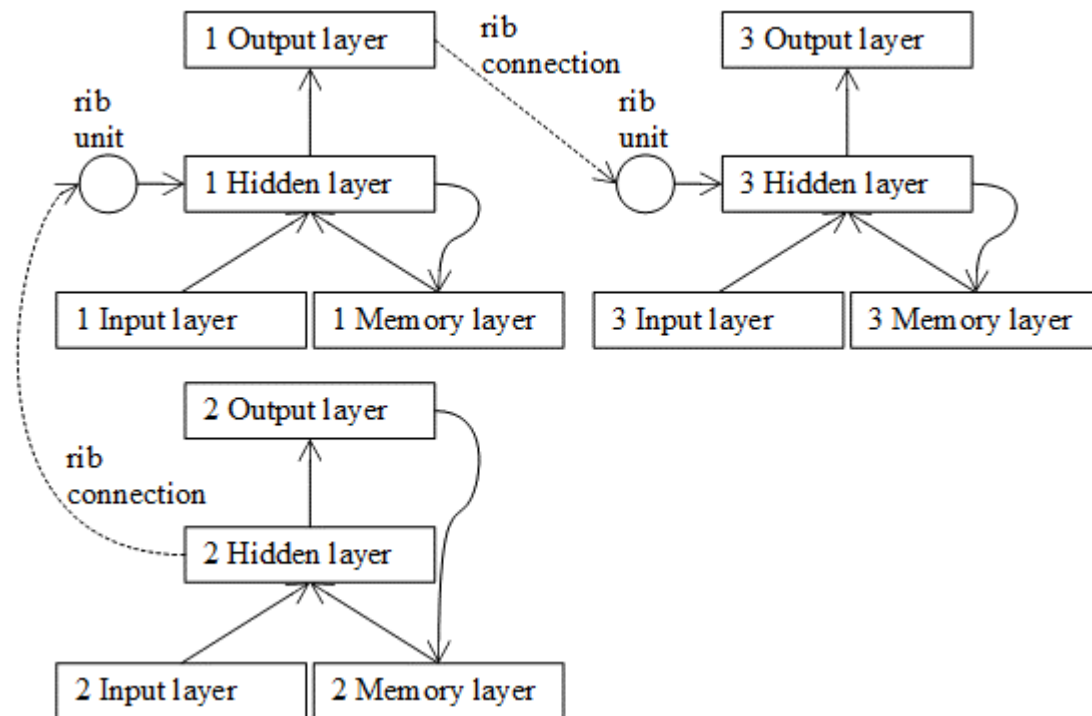 1 Output layer
rib
connection
3 Output layer
rib
unit
rib
unit
1 Hidden layer
3 Hidden layer
1 Input layer
1 Memory layer
3 Input layer
3 Memory layer
2 Output layer
rib
connection
2 Hidden layer
2 Input layer
2 Memory layer